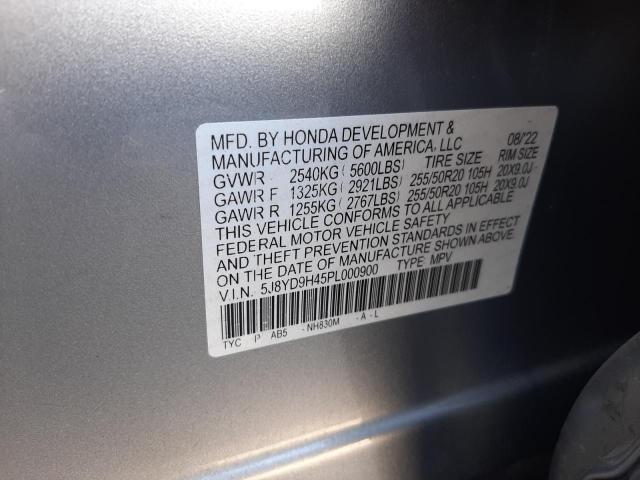 MFD. BY HONDA DEVELOPMENT & 08/'22
MANUFACTURING OF AMERICA, LLC
GVWR 2540KG (5600LBS) TIRE SIZE RIM SIZE
GAWR F 1325KG (2921LBS) 255/50R20 105H 20X9.0J
GAWR R 1255KG (2767LBS) 255/50R20 105H 20X9.0J
THIS VEHICLE CONFORMS TO ALL APPLICABLE
FEDERAL MOTOR VEHICLE SAFETY
AND THEFT PREVENTION STANDARDS IN EFFECT
ON THE DATE OF MANUFACTURE SHOWN ABOVE.
V.I.N. 5J8YD9H45PL000900 TYPE: MPV
TYC P AB5 -NH830M -A-L